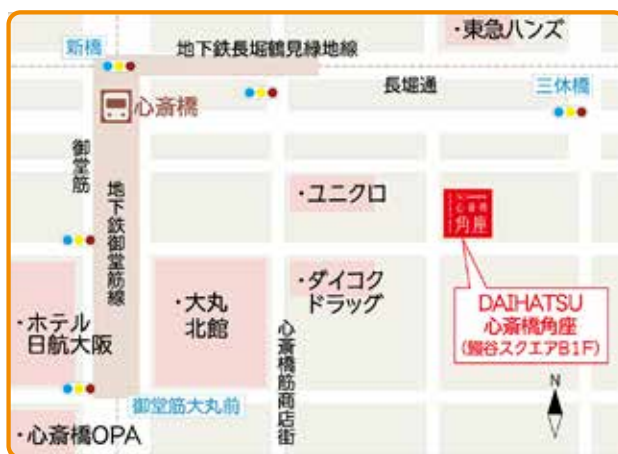 ・東急ハンズ
新橋
地下鉄長堀鶴見緑地線
長堀通
三休橋
心斎橋
御堂筋
地下鉄御堂筋線
・ユニクロ
角座
・ダイコク
ドラッグ
・大丸
北館
・ホテル
日航大阪
心斎橋筋商店街
DAIHATSU
心斎橋角座
(鰻谷スクエアB1F)
N
御堂筋大丸前
・心斎橋OPA